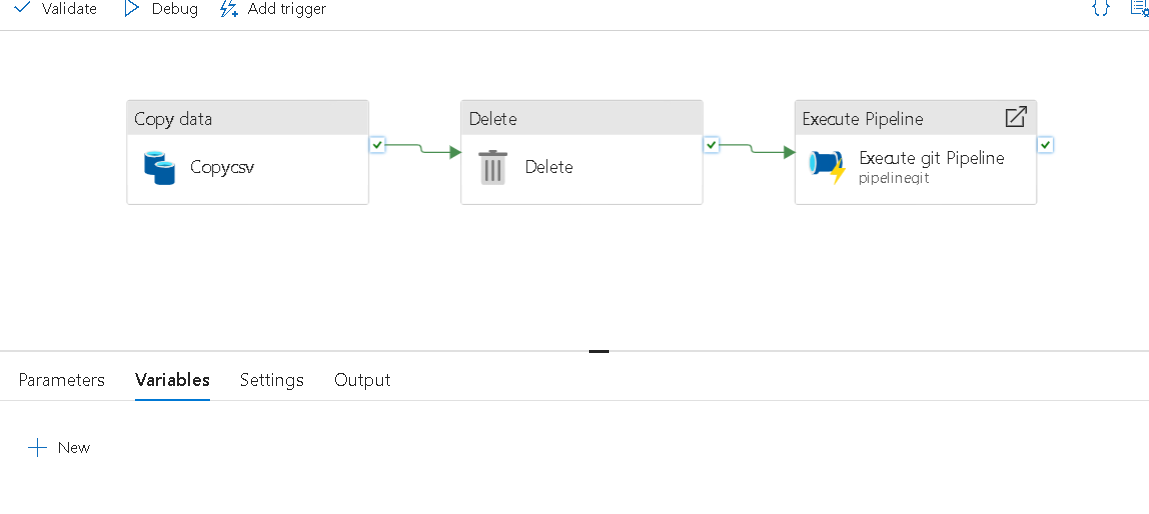 Validate Debug Add trigger
Copy data
Copycsv
Delete
Delete
Execute Pipeline
Execute git Pipeline
pipelinegit
Parameters Variables Settings Output
New